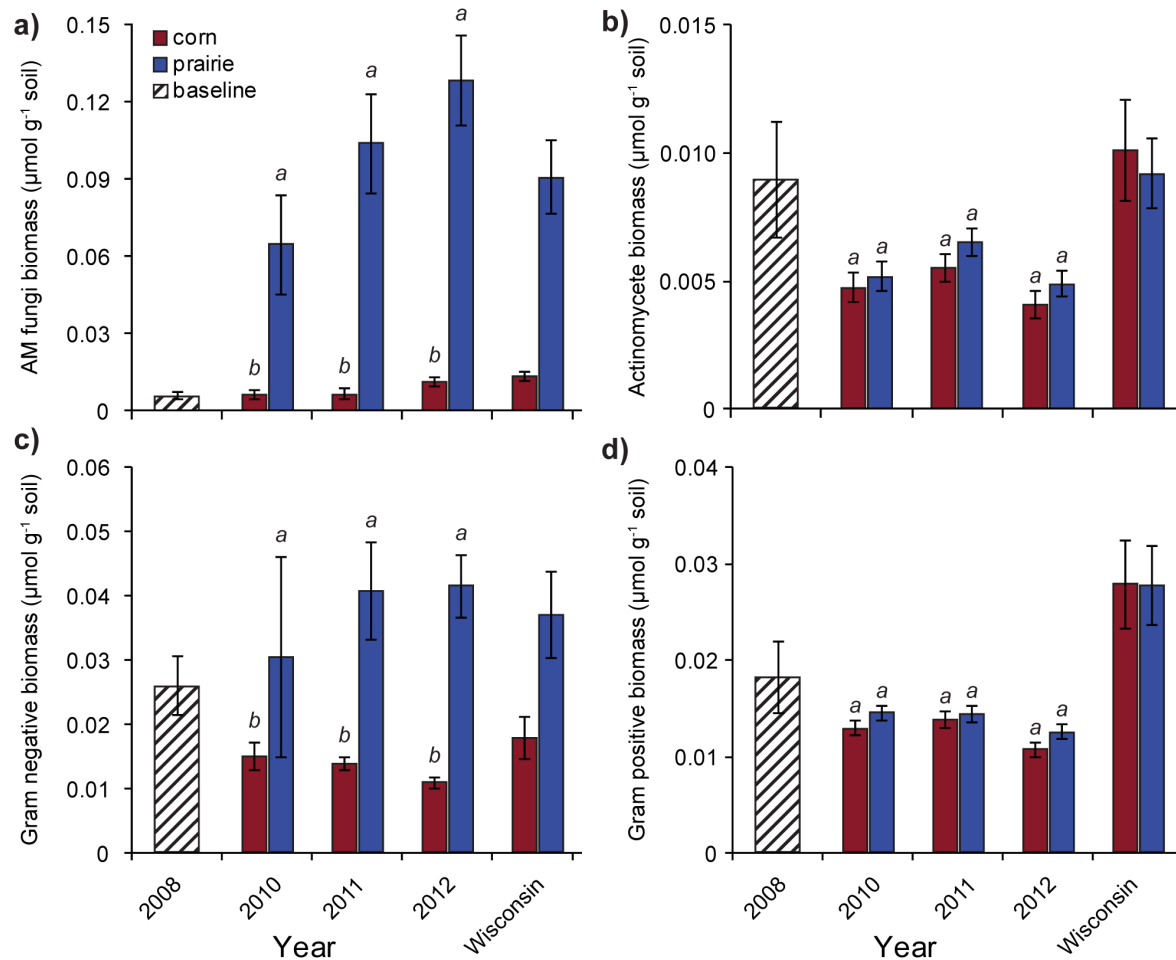 a)
corn
prairie
baseline
AM fungi biomass (µmol g⁻¹ soil)
0.15
0.12
0.09
0.06
0.03
0
a
a
a
b
b
b
b)
Actinomycete biomass (µmol g⁻¹ soil)
0.015
0.010
0.005
0
a
a
a
a
a
a
c)
Gram negative biomass (µmol g⁻¹ soil)
0.06
0.05
0.04
0.03
0.02
0.01
0
b
a
b
a
b
a
2008
2010
2011
2012
Wisconsin
Year
d)
Gram positive biomass (µmol g⁻¹ soil)
0.04
0.03
0.02
0.01
0
a
a
a
a
a
a
2008
2010
2011
2012
Wisconsin
Year